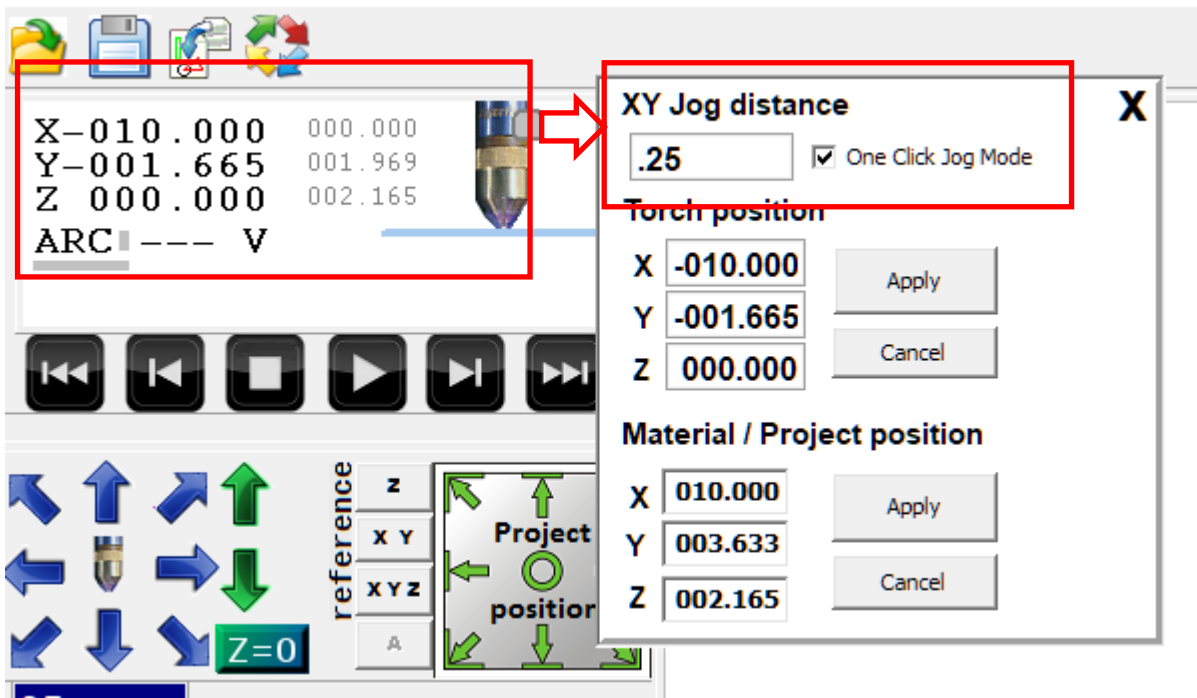 X-010.000 000.000
Y-001.665 001.969
Z 000.000 002.165
ARC --- V
XY Jog distance X
.25 One Click Jog Mode
Torch position
X -010.000 Apply
Y -001.665
Z 000.000 Cancel
Material / Project position
X 010.000 Apply
Y 003.633
Z 002.165 Cancel
reference
Z
X Y
X Y Z
A
Project
position
Z=0